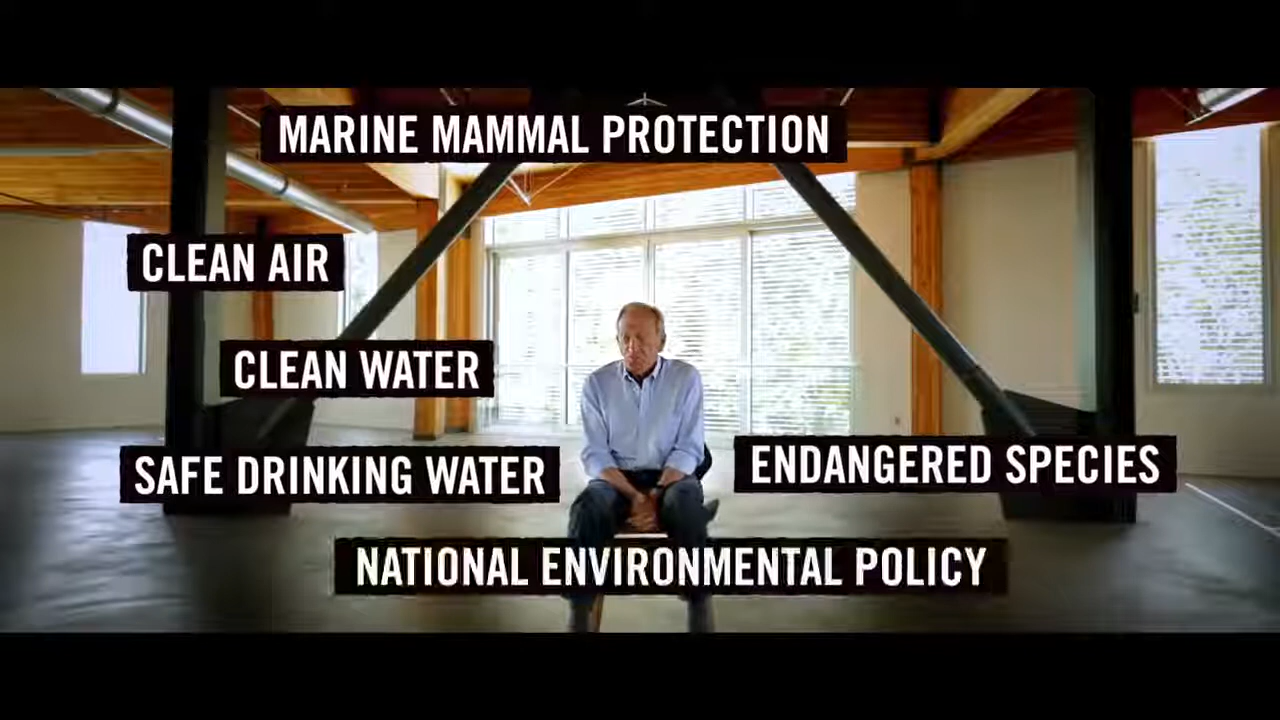 MARINE MAMMAL PROTECTION
CLEAN AIR
CLEAN WATER
SAFE DRINKING WATER
ENDANGERED SPECIES
NATIONAL ENVIRONMENTAL POLICY